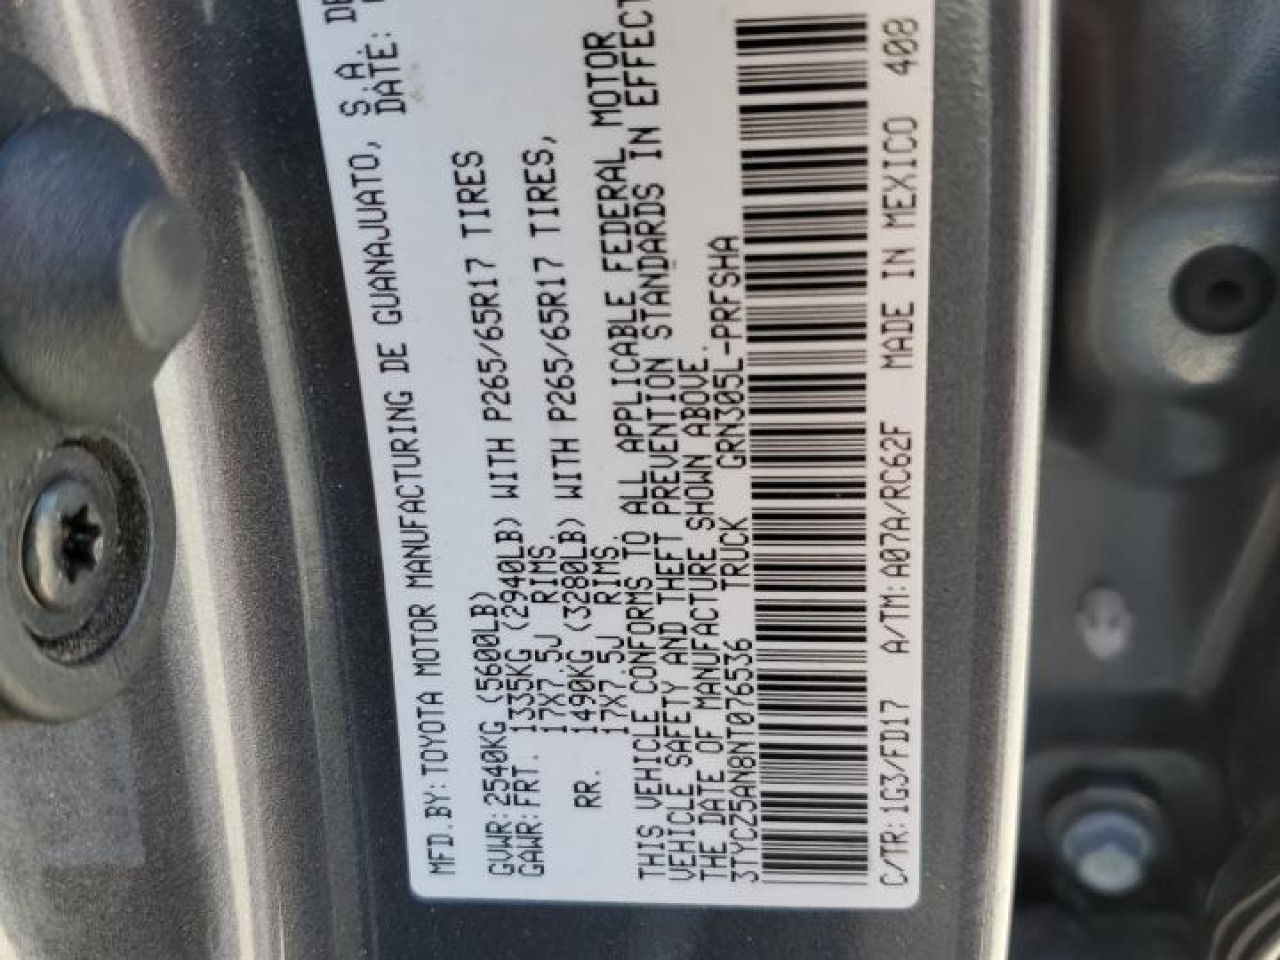 MFD.BY: TOYOTA MOTOR MANUFACTURING DE GUANAJUATO, S.A. DE
DATE:
GVWR:2540KG (5600LB)
GAWR:FRT. 1335KG (2940LB) WITH P265/65R17 TIRES
17X7.5J RIMS.
RR. 1490KG (3280LB) WITH P265/65R17 TIRES,
17X7.5J RIMS.
THIS VEHICLE CONFORMS TO ALL APPLICABLE FEDERAL MOTOR
VEHICLE SAFETY AND THEFT PREVENTION STANDARDS IN EFFECT
THE DATE OF MANUFACTURE SHOWN ABOVE.
3TYCZ5AN8NT076536 TRUCK GRN305L-PRFSHA
C/TR:1G3/FD17 A/TM:A07A/RC62F MADE IN MEXICO 408